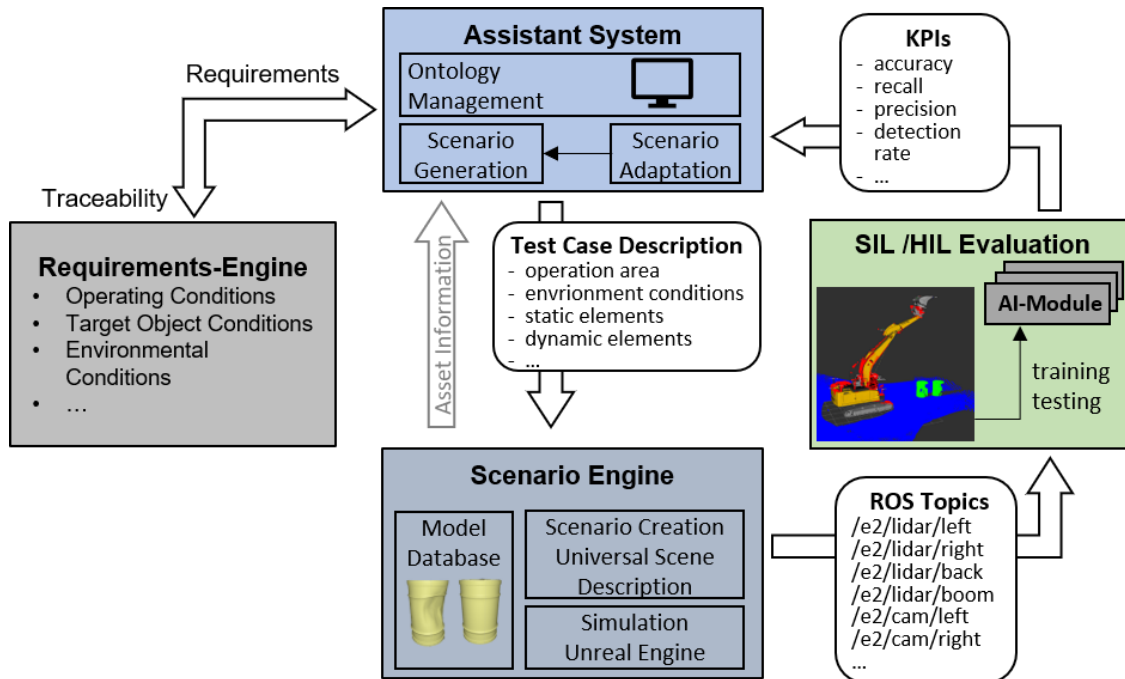 Assistant System
Ontology
Management
Scenario
Generation
Scenario
Adaptation
Requirements
Traceability
Requirements-Engine
• Operating Conditions
• Target Object Conditions
• Environmental
Conditions
• …
Asset Information
Test Case Description
- operation area
- envrionment conditions
- static elements
- dynamic elements
- ...
KPIs
- accuracy
- recall
- precision
- detection
rate
- ...
SIL /HIL Evaluation
AI-Module
training
testing
Scenario Engine
Model
Database
Scenario Creation
Universal Scene
Description
Simulation
Unreal Engine
ROS Topics
/e2/lidar/left
/e2/lidar/right
/e2/lidar/back
/e2/lidar/boom
/e2/cam/left
/e2/cam/right
...